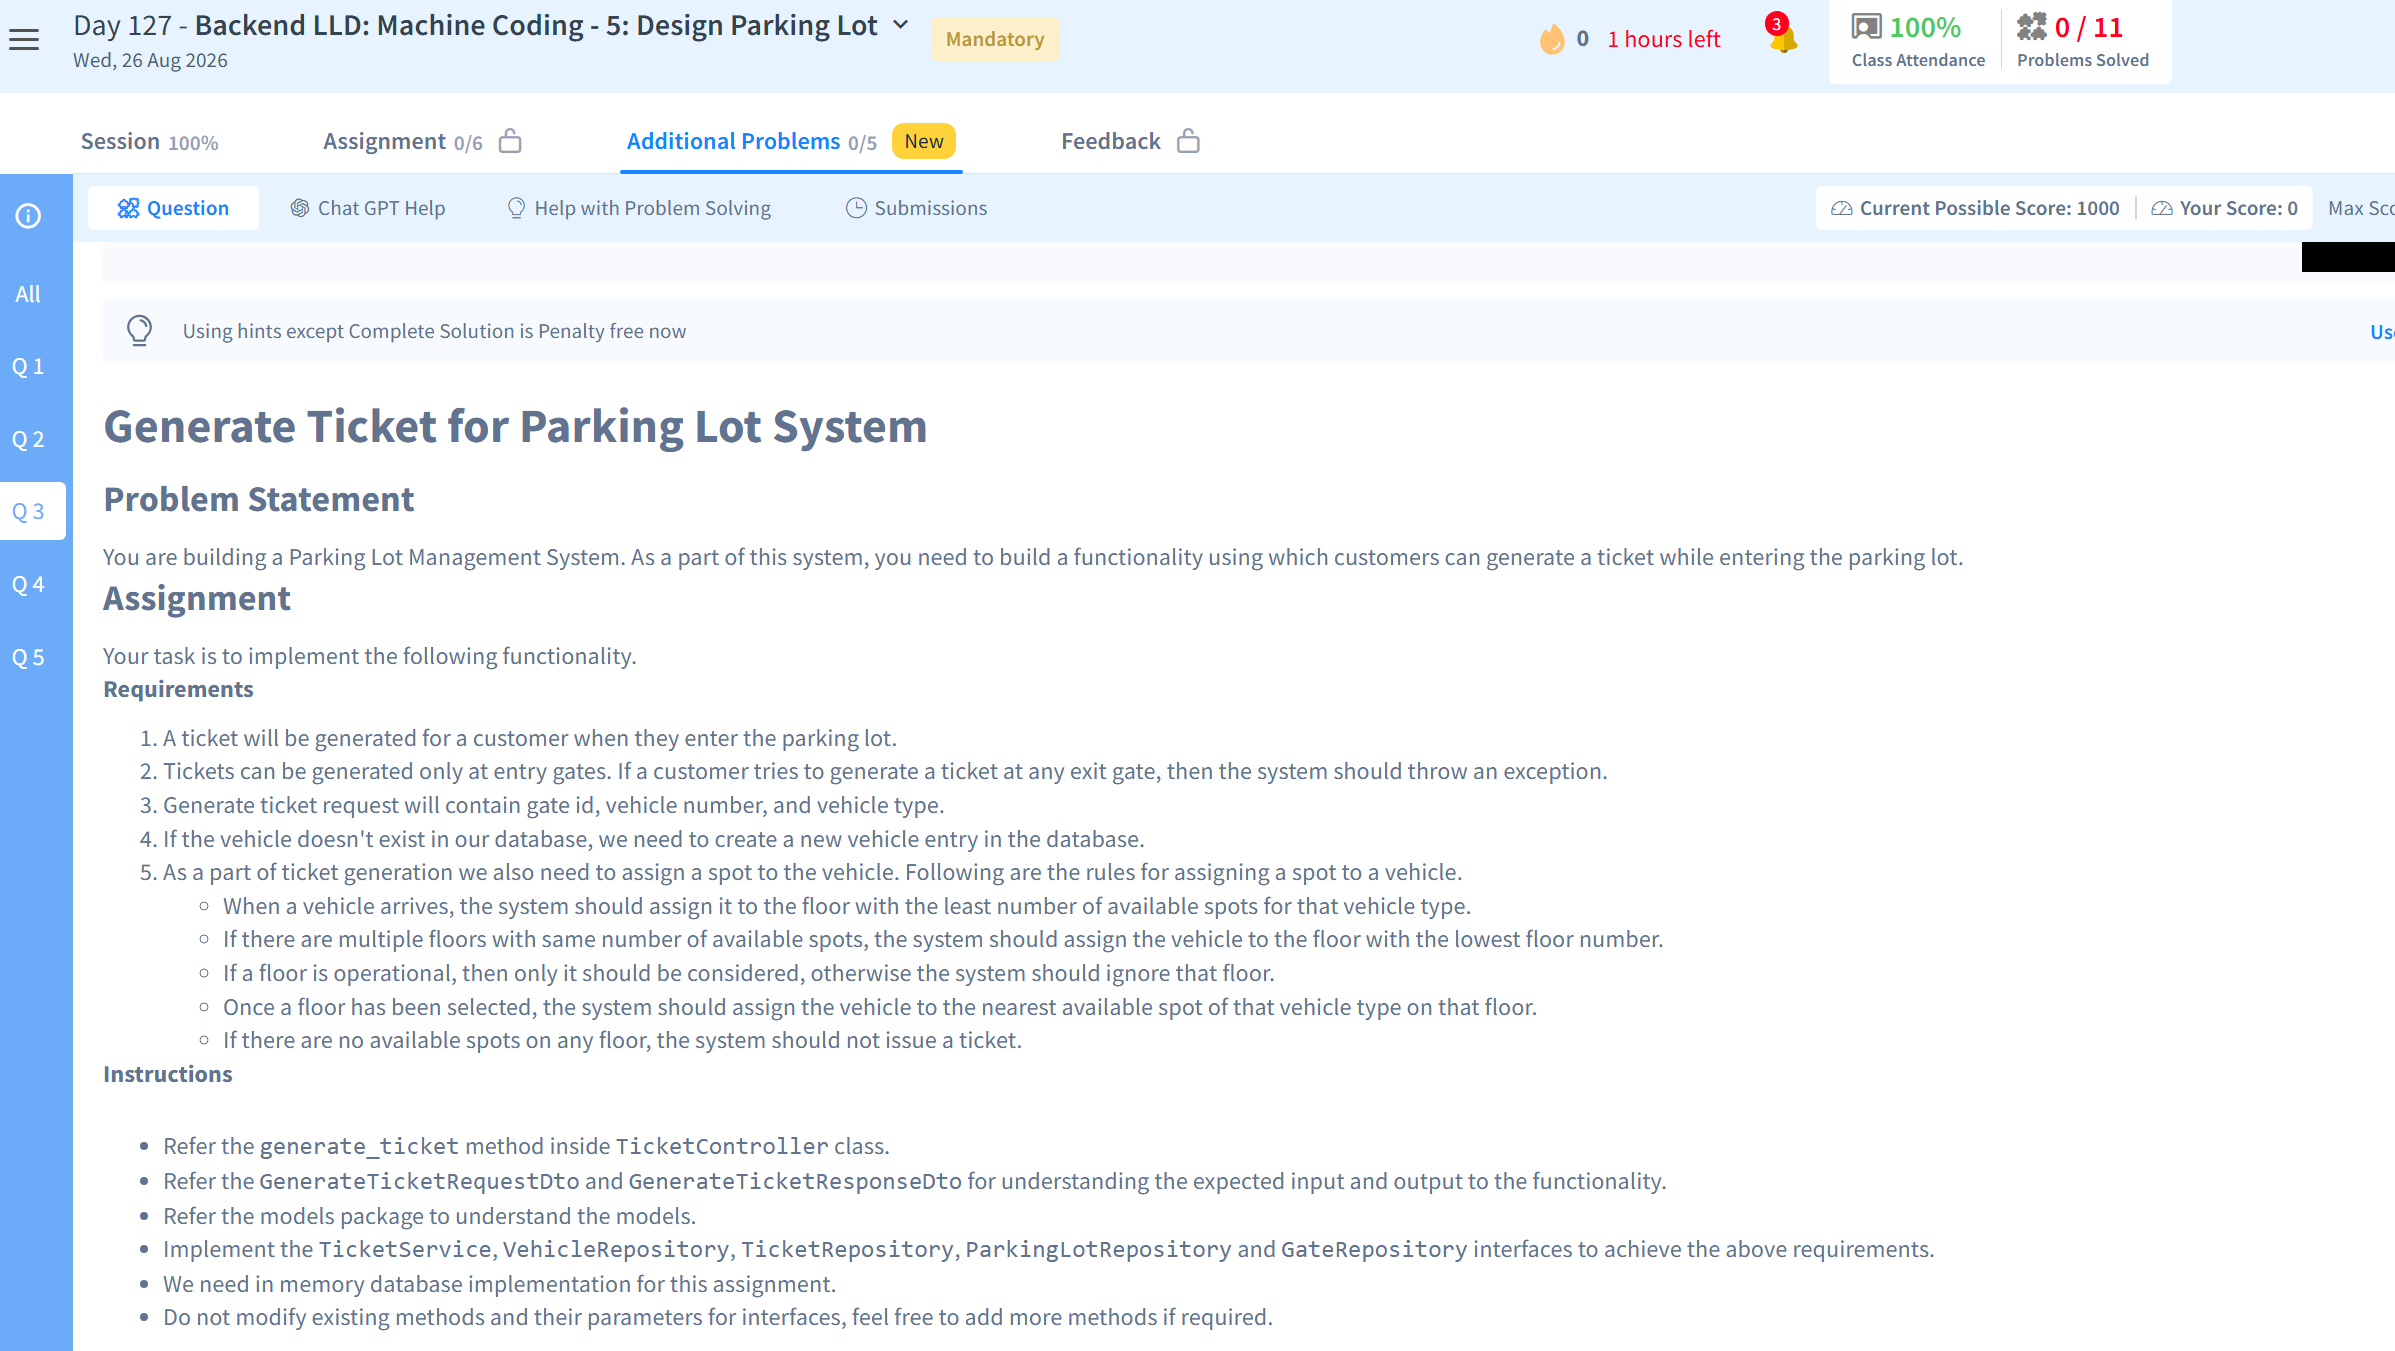 Day 127 - Backend LLD: Machine Coding - 5: Design Parking Lot
Mandatory
Wed, 26 Aug 2026
0
1 hours left
3
100%
Class Attendance
0 / 11
Problems Solved
Session 100%
Assignment 0/6
Additional Problems 0/5
New
Feedback
Question
Chat GPT Help
Help with Problem Solving
Submissions
Current Possible Score: 1000
Your Score: 0
Max
All
Q 1
Q 2
Q 3
Q 4
Q 5
Using hints except Complete Solution is Penalty free now
Generate Ticket for Parking Lot System
Problem Statement
You are building a Parking Lot Management System. As a part of this system, you need to build a functionality using which customers can generate a ticket while entering the parking lot.
Assignment
Your task is to implement the following functionality.
Requirements
1. A ticket will be generated for a customer when they enter the parking lot.
2. Tickets can be generated only at entry gates. If a customer tries to generate a ticket at any exit gate, then the system should throw an exception.
3. Generate ticket request will contain gate id, vehicle number, and vehicle type.
4. If the vehicle doesn't exist in our database, we need to create a new vehicle entry in the database.
5. As a part of ticket generation we also need to assign a spot to the vehicle. Following are the rules for assigning a spot to a vehicle.
○ When a vehicle arrives, the system should assign it to the floor with the least number of available spots for that vehicle type.
○ If there are multiple floors with same number of available spots, the system should assign the vehicle to the floor with the lowest floor number.
○ If a floor is operational, then only it should be considered, otherwise the system should ignore that floor.
○ Once a floor has been selected, the system should assign the vehicle to the nearest available spot of that vehicle type on that floor.
○ If there are no available spots on any floor, the system should not issue a ticket.
Instructions
• Refer the generate_ticket method inside TicketController class.
• Refer the GenerateTicketRequestDto and GenerateTicketResponseDto for understanding the expected input and output to the functionality.
• Refer the models package to understand the models.
• Implement the TicketService, VehicleRepository, TicketRepository, ParkingLotRepository and GateRepository interfaces to achieve the above requirements.
• We need in memory database implementation for this assignment.
• Do not modify existing methods and their parameters for interfaces, feel free to add more methods if required.